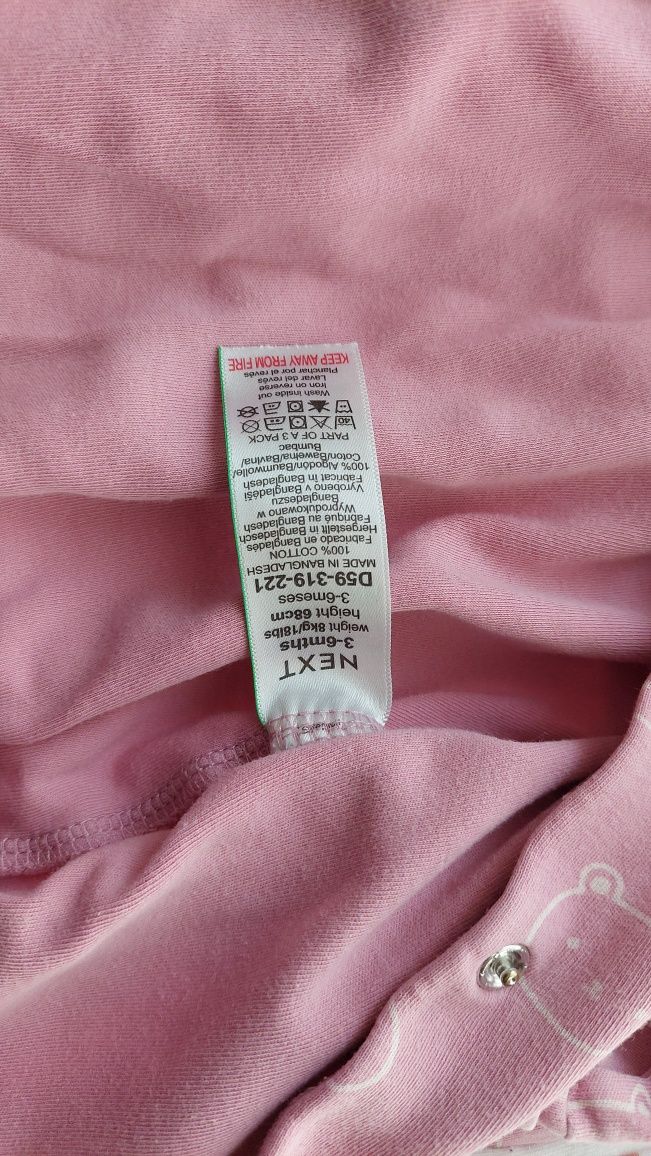 NEXT
3-6mths
weight 8kg/18lbs
height 68cm
3-6meses
D59-319-221
MADE IN BANGLADESH
100% COTTON
Fabricado en Bangladés
Hergestellt in Bangladesch
Fabriqué au Bangladesh
Wyprodukowano w
Bangladeszu
Vyrobeno v Bangladéši
Fabricat in Bangladesh
100% Algodón/Baumwolle/
Coton/Bawełna/Bavlna/
Bumbac
PART OF A 3 PACK
40
Wash inside out
Iron on reverse
Lavar del revés
Planchar por el revés
KEEP AWAY FROM FIRE